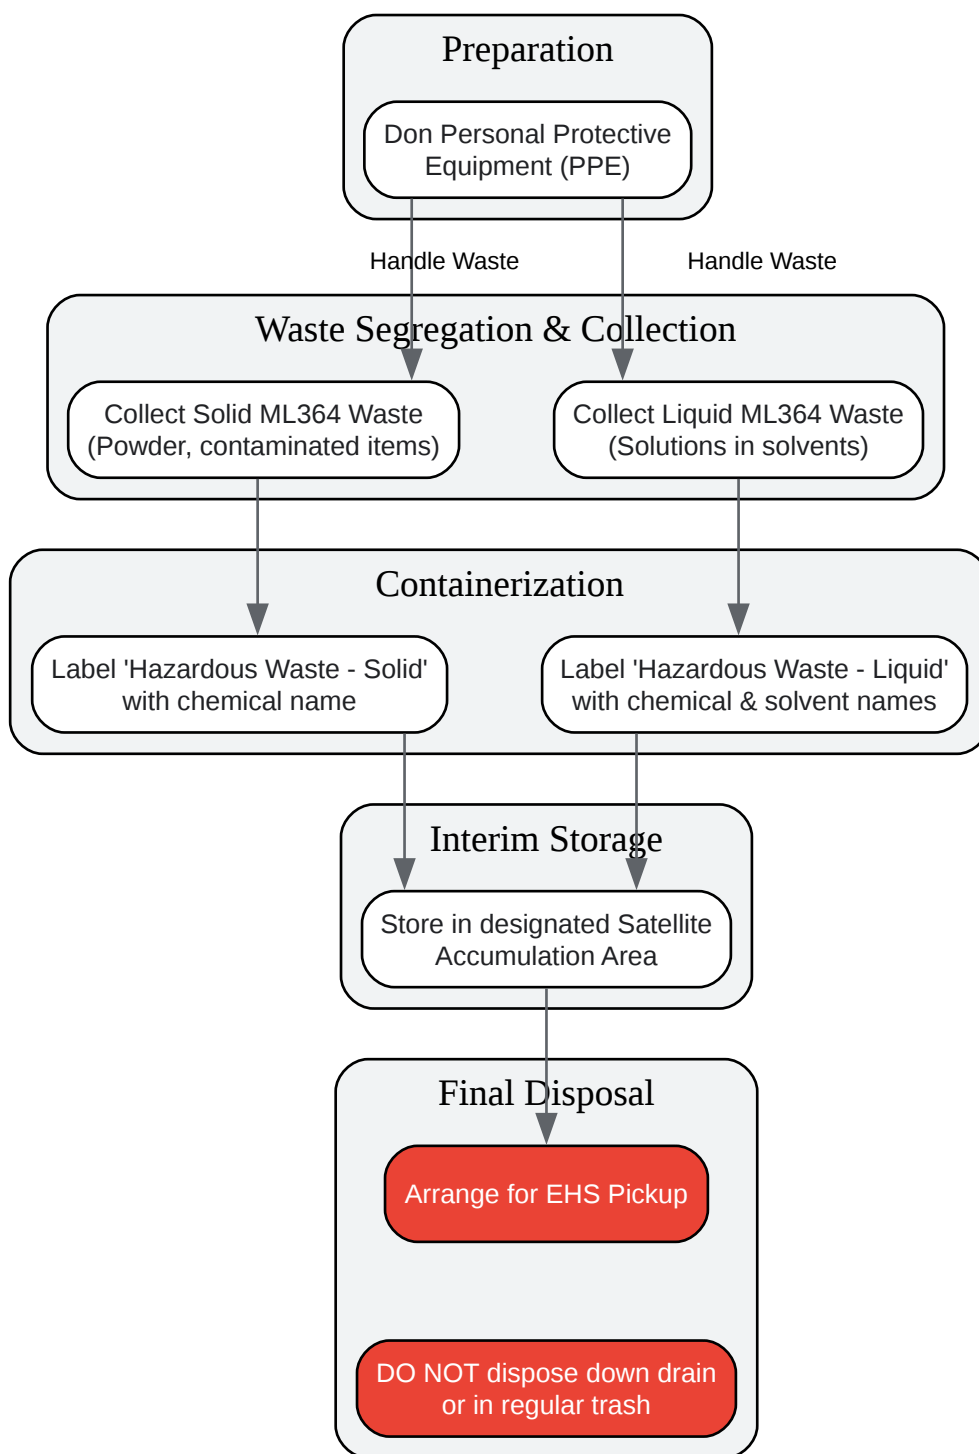 Preparation
Don Personal Protective
Equipment (PPE)
Handle Waste
Handle Waste
Waste Segregation & Collection
Collect Solid ML364 Waste
(Powder, contaminated items)
Collect Liquid ML364 Waste
(Solutions in solvents)
Containerization
Label 'Hazardous Waste - Solid'
with chemical name
Label 'Hazardous Waste - Liquid'
with chemical & solvent names
Interim Storage
Store in designated Satellite
Accumulation Area
Final Disposal
Arrange for EHS Pickup
DO NOT dispose down drain
or in regular trash